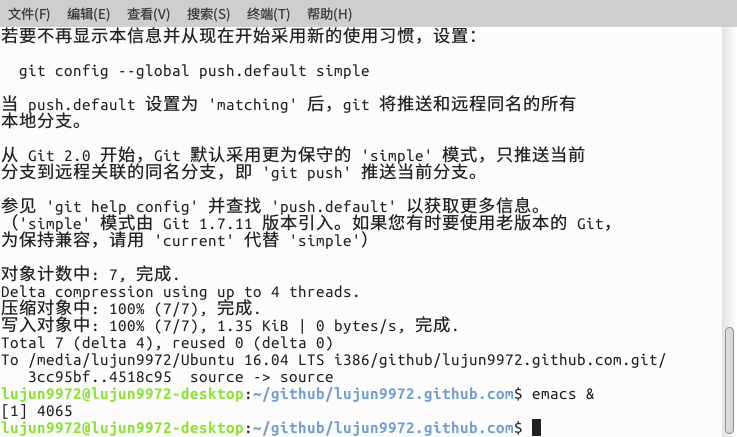 文件(F) 编辑(E) 查看(V) 搜索(S) 终端(T) 帮助(H)
若要不再显示本信息并从现在开始采用新的使用习惯，设置：
git config --global push.default simple
当 push.default 设置为 'matching' 后，git 将推送和远程同名的所有
本地分支。
从 Git 2.0 开始，Git 默认采用更为保守的 'simple' 模式，只推送当前
分支到远程关联的同名分支，即 'git push' 推送当前分支。
参见 'git help config' 并查找 'push.default' 以获取更多信息。
（'simple' 模式由 Git 1.7.11 版本引入。如果您有时要使用老版本的 Git，
为保持兼容，请用 'current' 代替 'simple'）
对象计数中: 7, 完成.
Delta compression using up to 4 threads.
压缩对象中: 100% (7/7), 完成.
写入对象中: 100% (7/7), 1.35 KiB | 0 bytes/s, 完成.
Total 7 (delta 4), reused 0 (delta 0)
To /media/lujun9972/Ubuntu 16.04 LTS i386/github/lujun9972.github.com.git/
3cc95bf..4518c95  source -> source
lujun9972@lujun9972-desktop:~/github/lujun9972.github.com$ emacs &
[1] 4065
lujun9972@lujun9972-desktop:~/github/lujun9972.github.com$